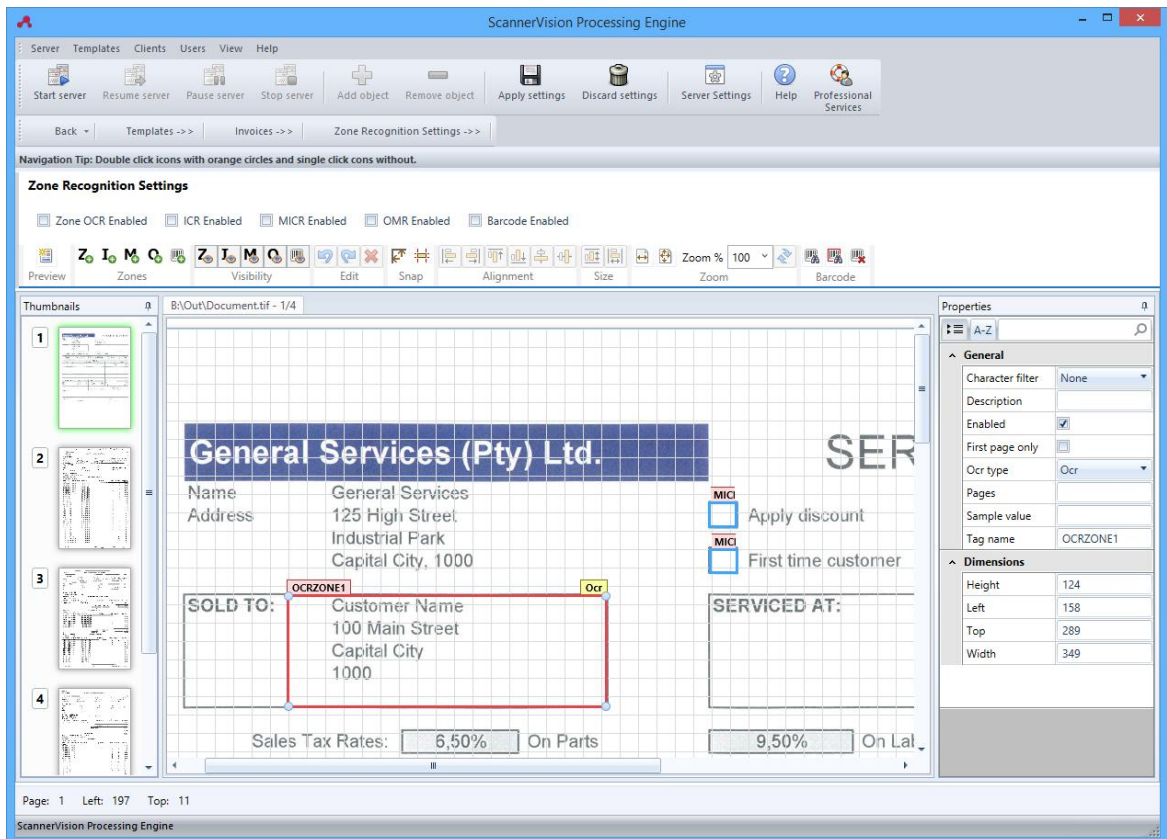 ScannerVision Processing Engine
Server Templates Clients Users View Help
Start server Resume server Pause server Stop server Add object Remove object Apply settings Discard settings Server Settings Help Professional Services
Back Templates ->> Invoices ->> Zone Recognition Settings ->>
Navigation Tip: Double click icons with orange circles and single click cons without.
Zone Recognition Settings
Zone OCR Enabled ICR Enabled MICR Enabled OMR Enabled Barcode Enabled
Z I M O Z I M O Zoom % 100
Preview Zones Visibility Edit Snap Alignment Size Zoom Barcode
Thumbnails
1
2
3
4
B:\Out\Document.tif - 1/4
General Services (Pty) Ltd. SER
Name General Services
Address 125 High Street
Industrial Park
Capital City, 1000
MICI
Apply discount
MICI
First time customer
OCRZONE1 Ocr
SOLD TO: Customer Name
100 Main Street
Capital City
1000
SERVICED AT:
Sales Tax Rates: 6,50% On Parts 9,50% On Lal
Properties
A-Z
General
Character filter None
Description
Enabled
First page only
Ocr type Ocr
Pages
Sample value
Tag name OCRZONE1
Dimensions
Height 124
Left 158
Top 289
Width 349
Page: 1 Left: 197 Top: 11
ScannerVision Processing Engine